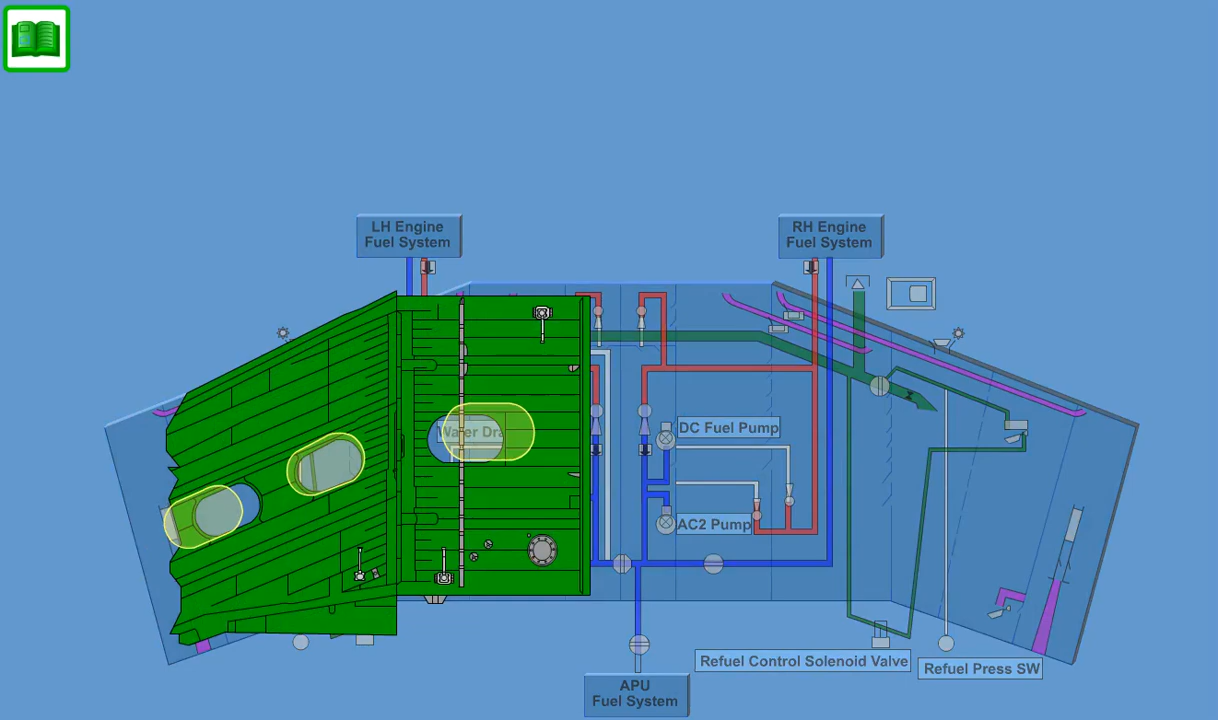 LH Engine
Fuel System
RH Engine
Fuel System
DC Fuel Pump
AC2 Pump
Refuel Control Solenoid Valve
Refuel Press SW
APU
Fuel System